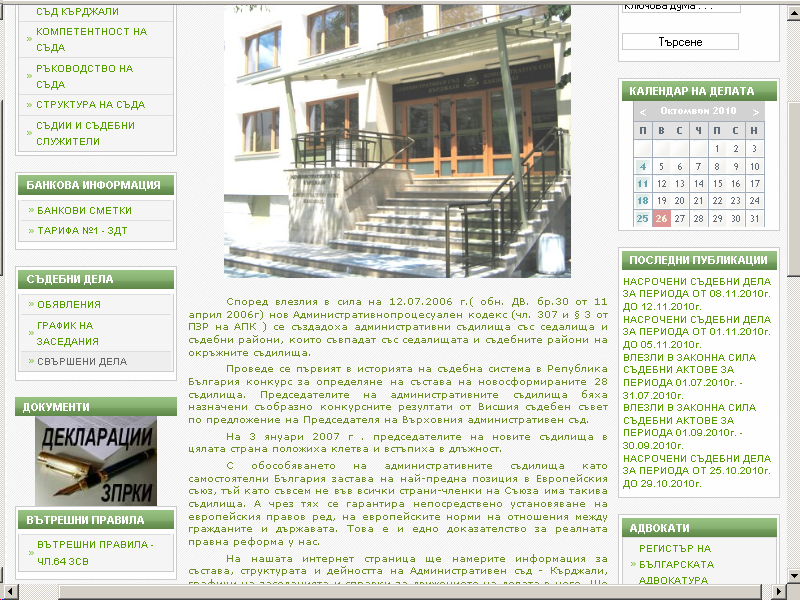 СЪД КЪРДЖАЛИ
» КОМПЕТЕНТНОСТ НА
СЪДА
» РЪКОВОДСТВО НА
СЪДА
» СТРУКТУРА НА СЪДА
» СЪДИИ И СЪДЕБНИ
СЛУЖИТЕЛИ
БАНКОВА ИНФОРМАЦИЯ
» БАНКОВИ СМЕТКИ
» ТАРИФА №1 - ЗДТ
СЪДЕБНИ ДЕЛА
» ОБЯВЛЕНИЯ
» ГРАФИК НА
ЗАСЕДАНИЯ
» СВЪРШЕНИ ДЕЛА
ДОКУМЕНТИ
ДЕКЛАРАЦИИ
ЗПРКИ
ВЪТРЕШНИ ПРАВИЛА
» ВЪТРЕШНИ ПРАВИЛА -
ЧЛ.64 ЗСВ
Според влезлия в сила на 12.07.2006 г.( обн. ДВ. бр.30 от 11
април 2006г) нов Административнопроцесуален кодекс (чл. 307 и § 3 от
ПЗР на АПК ) се създадоха административни съдилища със седалища и
съдебни райони, които съвпадат със седалищата и съдебните райони на
окръжните съдилища.
Проведе се първият в историята на съдебна система в Република
България конкурс за определяне на състава на новосформираните 28
съдилища. Председателите на административните съдилища бяха
назначени съобразно конкурсните резултати от Висшия съдебен съвет
по предложение на Председателя на Върховния административен съд.
На 3 януари 2007 г . председателите на новите съдилища в
цялата страна положиха клетва и встъпиха в длъжност.
С обособяването на административните съдилища като
самостоятелни България застава на най-предна позиция в Европейския
съюз, тъй като съвсем не във всички страни-членки на Съюза има такива
съдилища. А чрез тях се гарантира непосредствено установяване на
европейския правов ред, на европейските норми на отношения между
гражданите и държавата. Това е и едно доказателство за реалната
правна реформа у нас.
На нашата интернет страница ще намерите информация за
състава, структурата и дейността на Административен съд - Кърджали,
графици на заседанията и справки за движението на делата в него. Ще
Ключова дума . . .
Търсене
КАЛЕНДАР НА ДЕЛАТА
< Октомври 2010 >
П В С Ч П С Н
1 2 3
4 5 6 7 8 9 10
11 12 13 14 15 16 17
18 19 20 21 22 23 24
25 26 27 28 29 30 31
ПОСЛЕДНИ ПУБЛИКАЦИИ
НАСРОЧЕНИ СЪДЕБНИ ДЕЛА
ЗА ПЕРИОДА ОТ 08.11.2010г.
ДО 12.11.2010г.
НАСРОЧЕНИ СЪДЕБНИ ДЕЛА
ЗА ПЕРИОДА ОТ 01.11.2010г.
ДО 05.11.2010г.
ВЛЕЗЛИ В ЗАКОННА СИЛА
СЪДЕБНИ АКТОВЕ ЗА
ПЕРИОДА 01.07.2010г. -
31.07.2010г.
ВЛЕЗЛИ В ЗАКОННА СИЛА
СЪДЕБНИ АКТОВЕ ЗА
ПЕРИОДА 01.09.2010г. -
30.09.2010г.
НАСРОЧЕНИ СЪДЕБНИ ДЕЛА
ЗА ПЕРИОДА ОТ 25.10.2010г.
ДО 29.10.2010г.
АДВОКАТИ
РЕГИСТЪР НА
» БЪЛГАРСКАТА
АДВОКАТУРА